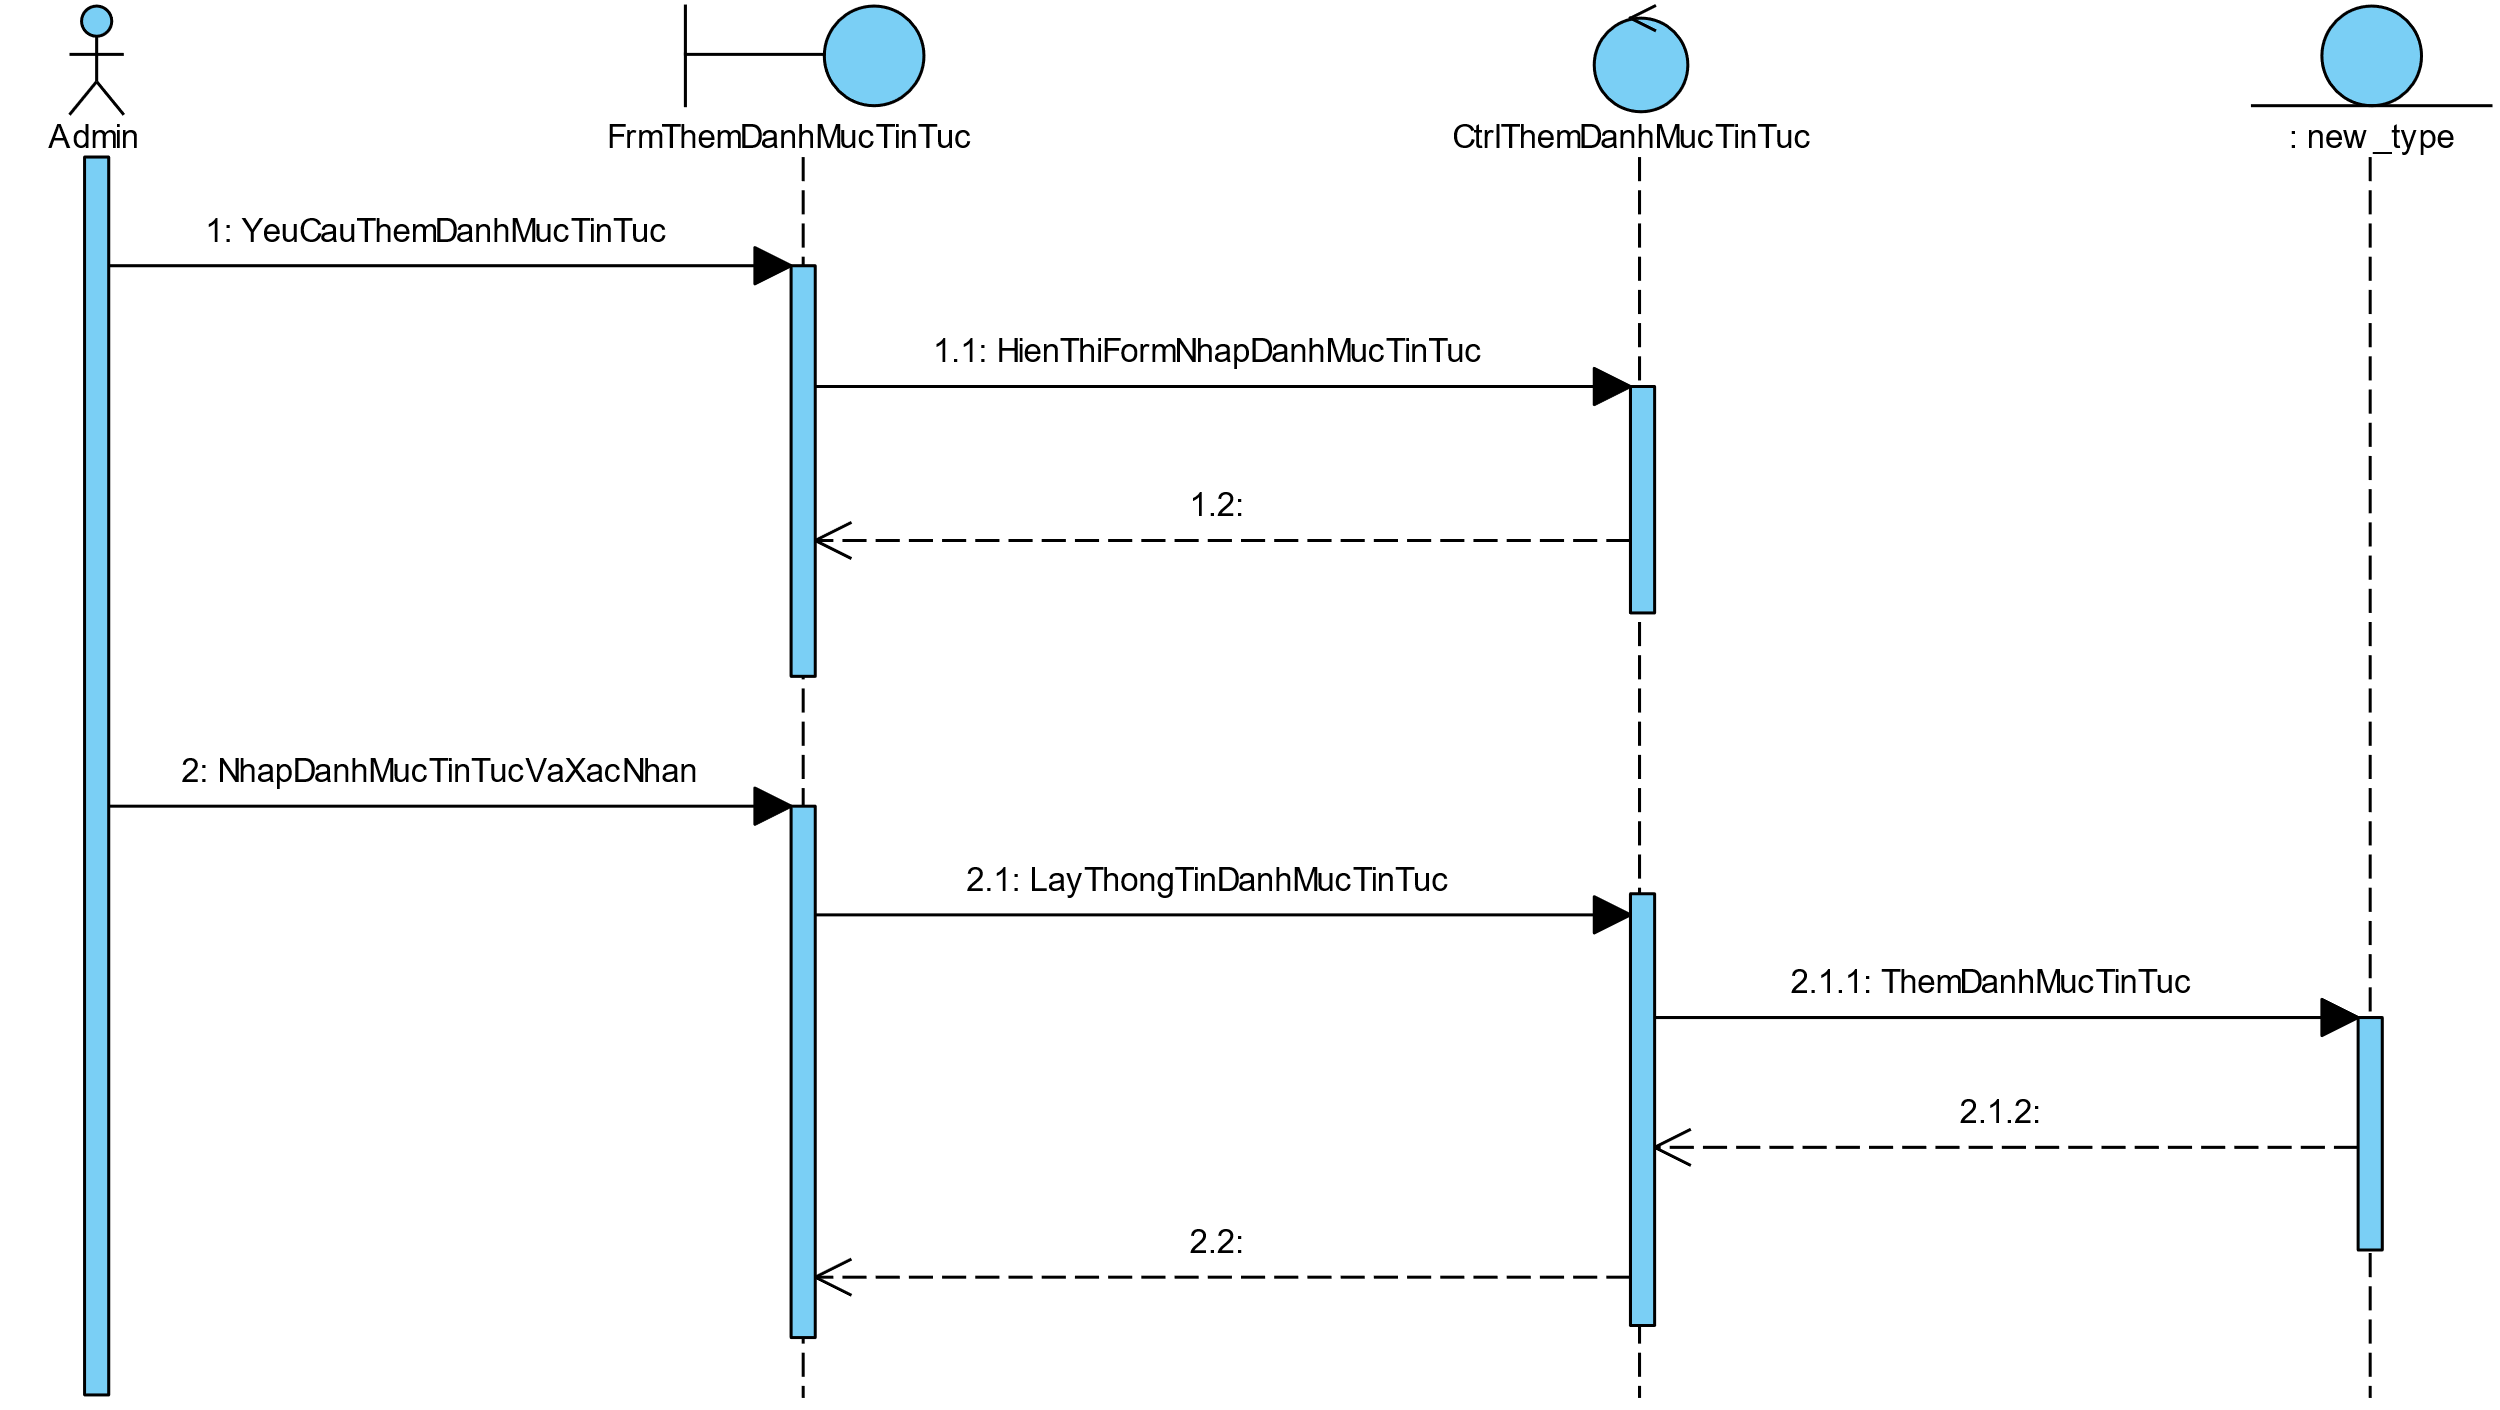 Admin
FrmThemDanhMucTinTuc
CtrlThemDanhMucTinTuc
: new_type
1: YeuCauThemDanhMucTinTuc
1.1: HienThiFormNhapDanhMucTinTuc
1.2:
2: NhapDanhMucTinTucVaXacNhan
2.1: LayThongTinDanhMucTinTuc
2.1.1: ThemDanhMucTinTuc
2.1.2:
2.2: